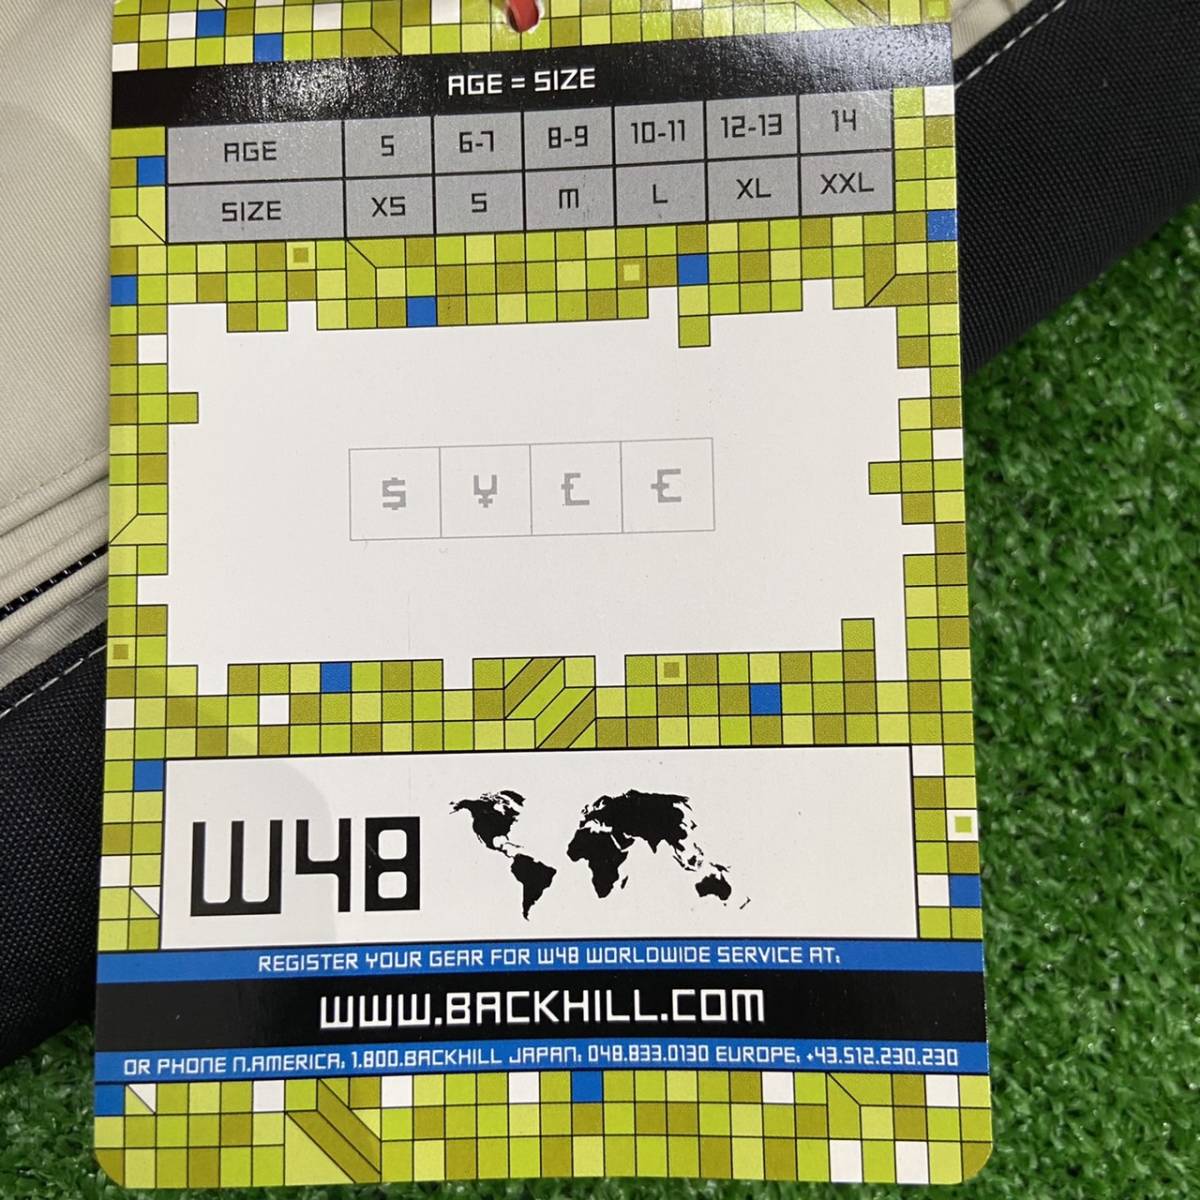 AGE = SIZE
AGE 5 6-7 8-9 10-11 12-13 14
SIZE XS S M L XL XXL
$ ¥ £ €
W48
REGISTER YOUR GEAR FOR W48 WORLDWIDE SERVICE AT:
WWW.BACKHILL.COM
OR PHONE N.AMERICA: 1.800.BACKHILL JAPAN: 048.833.0130 EUROPE: +43.512.230.230